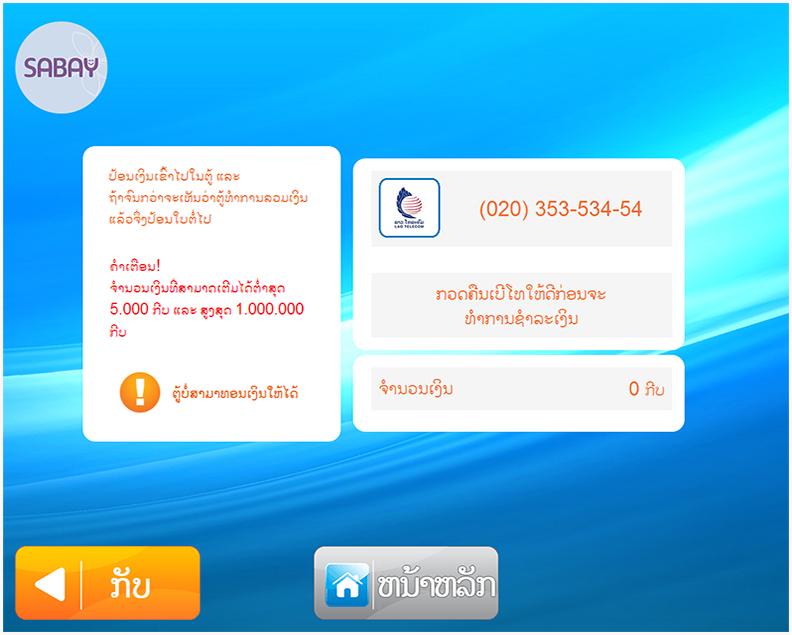 SABAY
ປ້ອນເງິນເຂົ້າໄປໃນຕູ້ ແລະ
ຖ້າຈົນກວ່າຈະເຫັນວ່າຕູ້ທຳການລວມເງິນ
ແລ້ວຈຶ່ງປ້ອນໃບຕໍ່ໄປ
ຄຳເຕືອນ!
ຈຳນວນເງິນທີ່ສາມາດເຕີມໄດ້ຕ່ຳສຸດ
5.000 ກີບ ແລະ ສູງສຸດ 1.000.000
ກີບ
ຕູ້ບໍ່ສາມາທອນເງິນໃຫ້ໄດ້
ລາວ ໂທລະຄົມ
LAO TELECOM
(020) 353-534-54
ກວດຄືນເບີໂທໃຫ້ດີກ່ອນຈະ
ທຳການຊຳລະເງິນ
ຈຳນວນເງິນ 0 ກີບ
ກັບ
ຫນ້າຫລັກ